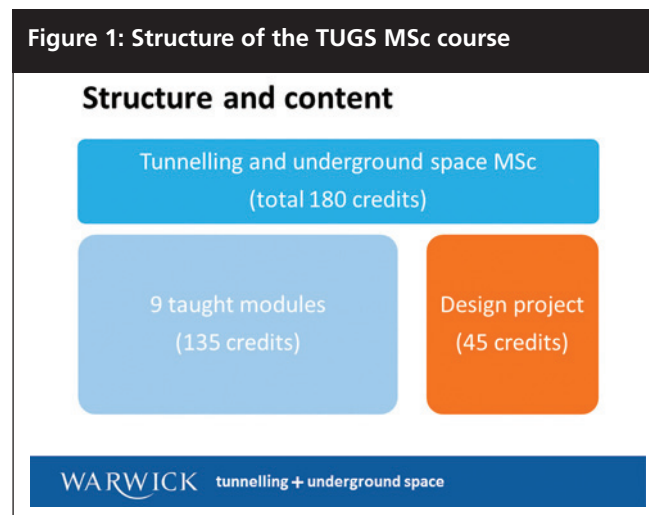 Figure 1: Structure of the TUGS MSc course
Structure and content
Tunnelling and underground space MSc
(total 180 credits)
9 taught modules
(135 credits)
Design project
(45 credits)
WARWICK tunnelling + underground space